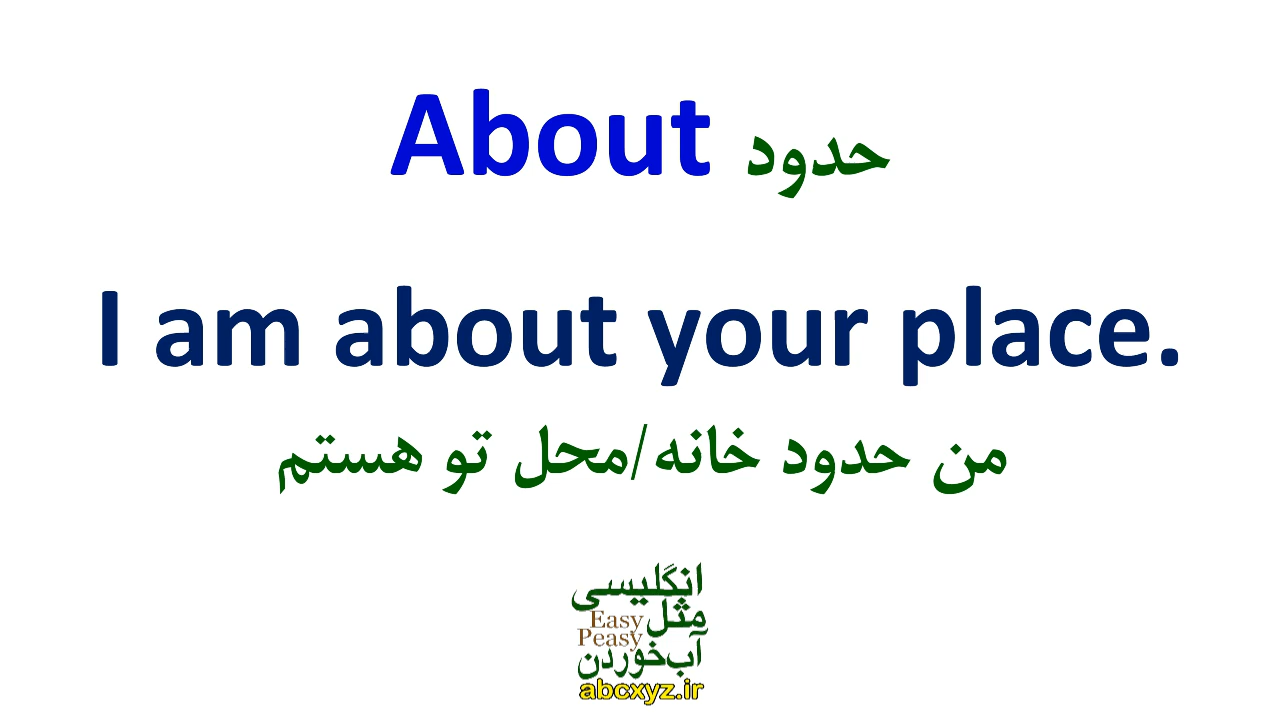 About حدود
I am about your place.
من حدود خانه/محل تو هستم
انگلیسی
مثل Easy
Peasy
آب‌خوردن
abcxyz.ir